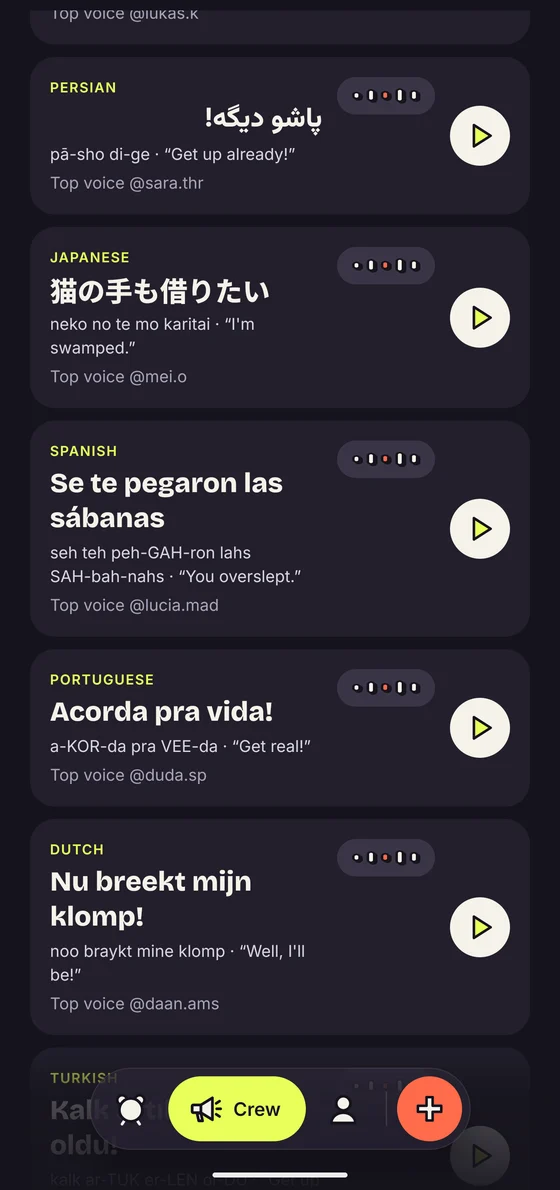 Top voice @lukas.k
PERSIAN
پاشو دیگه!
pā-sho di-ge · “Get up already!”
Top voice @sara.thr
JAPANESE
猫の手も借りたい
neko no te mo karitai · “I'm
swamped.”
Top voice @mei.o
SPANISH
Se te pegaron las
sábanas
seh teh peh-GAH-ron lahs
SAH-bah-nahs · “You overslept.”
Top voice @lucia.mad
PORTUGUESE
Acorda pra vida!
a-KOR-da pra VEE-da · “Get real!”
Top voice @duda.sp
DUTCH
Nu breekt mijn
klomp!
noo braykt mine klomp · “Well, I'll
be!”
Top voice @daan.ams
TURKISH
oldu!
Crew